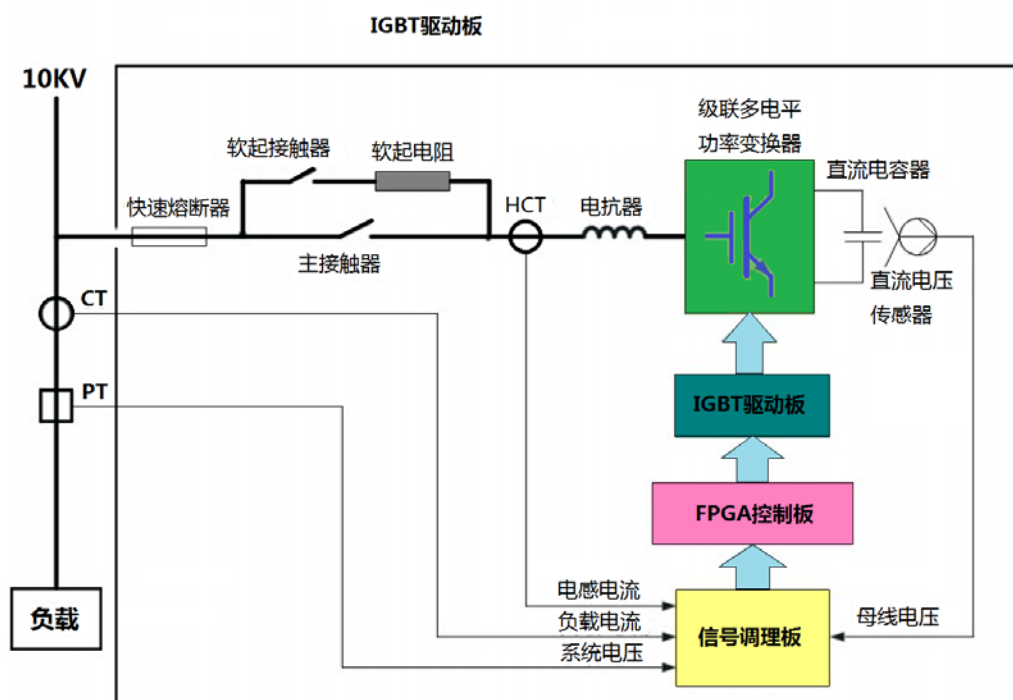 IGBT驱动板
10KV
级联多电平
功率变换器
软起接触器
软起电阻
直流电容器
快速熔断器
HCT
电抗器
主接触器
直流电压
传感器
CT
PT
IGBT驱动板
FPGA控制板
电感电流
负载电流
系统电压
信号调理板
母线电压
负载